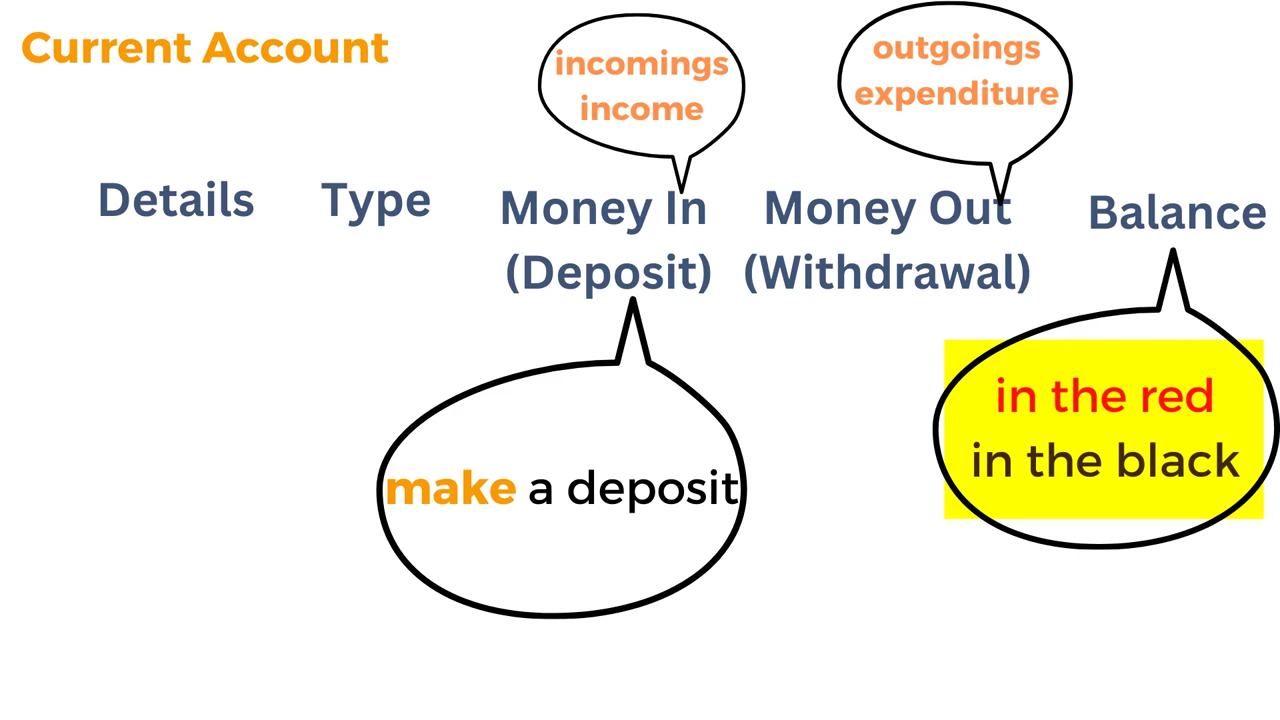 Current Account
incomings
income
outgoings
expenditure
Details
Type
Money In
(Deposit)
Money Out
(Withdrawal)
Balance
make a deposit
in the red
in the black